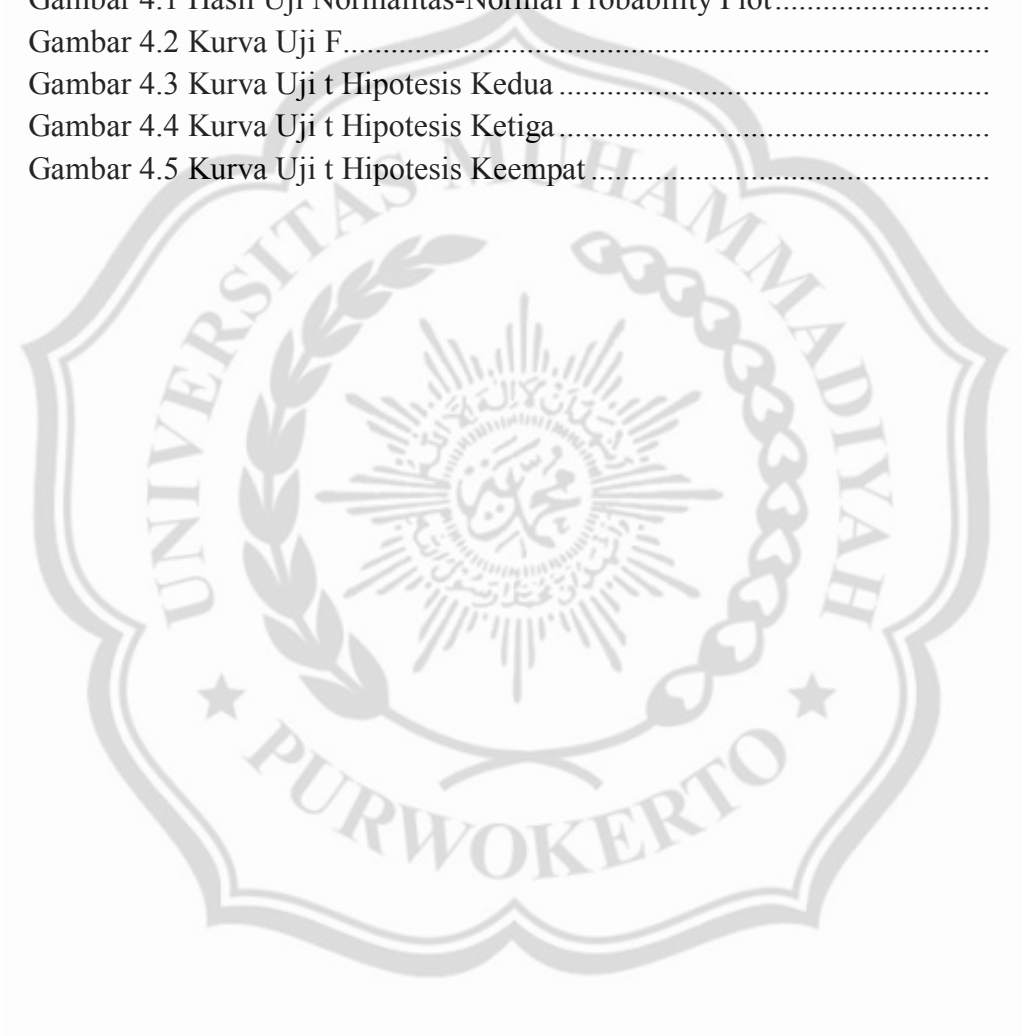 Gambar 4.1 Hasil Uji Normalitas-Normal Probability Plot...........................
Gambar 4.2 Kurva Uji F.................................................................................
Gambar 4.3 Kurva Uji t Hipotesis Kedua ......................................................
Gambar 4.4 Kurva Uji t Hipotesis Ketiga......................................................
Gambar 4.5 Kurva Uji t Hipotesis Keempat..................................................
UNIVERSITAS MUHAMMADIYAH
PURWOKERTO